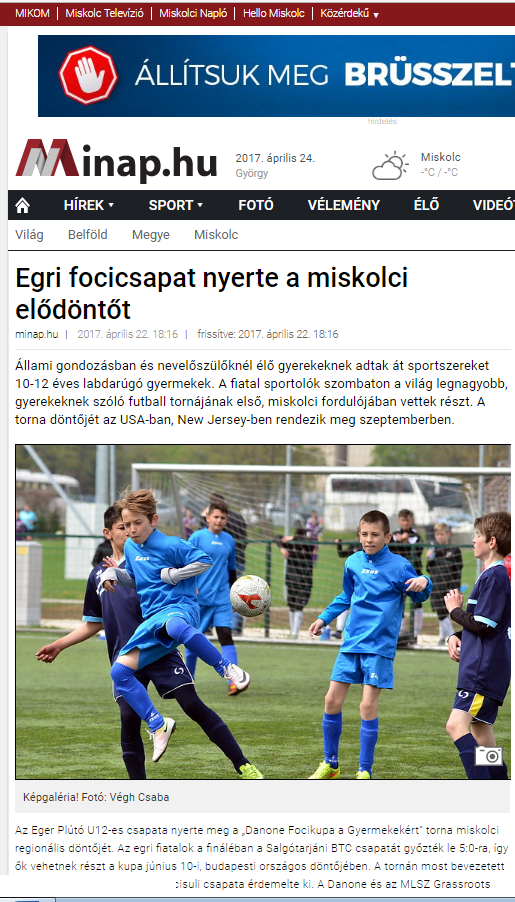 MIKOM | Miskolc Televízió | Miskolci Napló | Hello Miskolc | Közérdekű ▾
ÁLLÍTSUK MEG BRÜSSZELT
hirdetés
Minap.hu
2017. április 24.
György
Miskolc
-°C / -°C
HÍREK ▾ SPORT ▾ FOTÓ VÉLEMÉNY ÉLŐ VIDEÓT
Világ Belföld Megye Miskolc
Egri focicsapat nyerte a miskolci
elődöntőt
minap.hu | 2017. április 22. 18:16 | frissítve: 2017. április 22. 18:16
Állami gondozásban és nevelőszülőknél élő gyerekeknek adtak át sportszereket
10-12 éves labdarúgó gyermekek. A fiatal sportolók szombaton a világ legnagyobb,
gyerekeknek szóló futball tornájának első, miskolci fordulójában vettek részt. A
torna döntőjét az USA-ban, New Jersey-ben rendezik meg szeptemberben.
Képgaléria! Fotó: Végh Csaba
Az Eger Plútó U12-es csapata nyerte meg a „Danone Focikupa a Gyermekekért" torna miskolci
regionális döntőjét. Az egri fiatalok a fináléban a Salgótarjáni BTC csapatát győzték le 5:0-ra, így
ők vehetnek részt a kupa június 10-i, budapesti országos döntőjében. A tornán most bevezetett
cisuli csapata érdemelte ki. A Danone és az MLSZ Grassroots